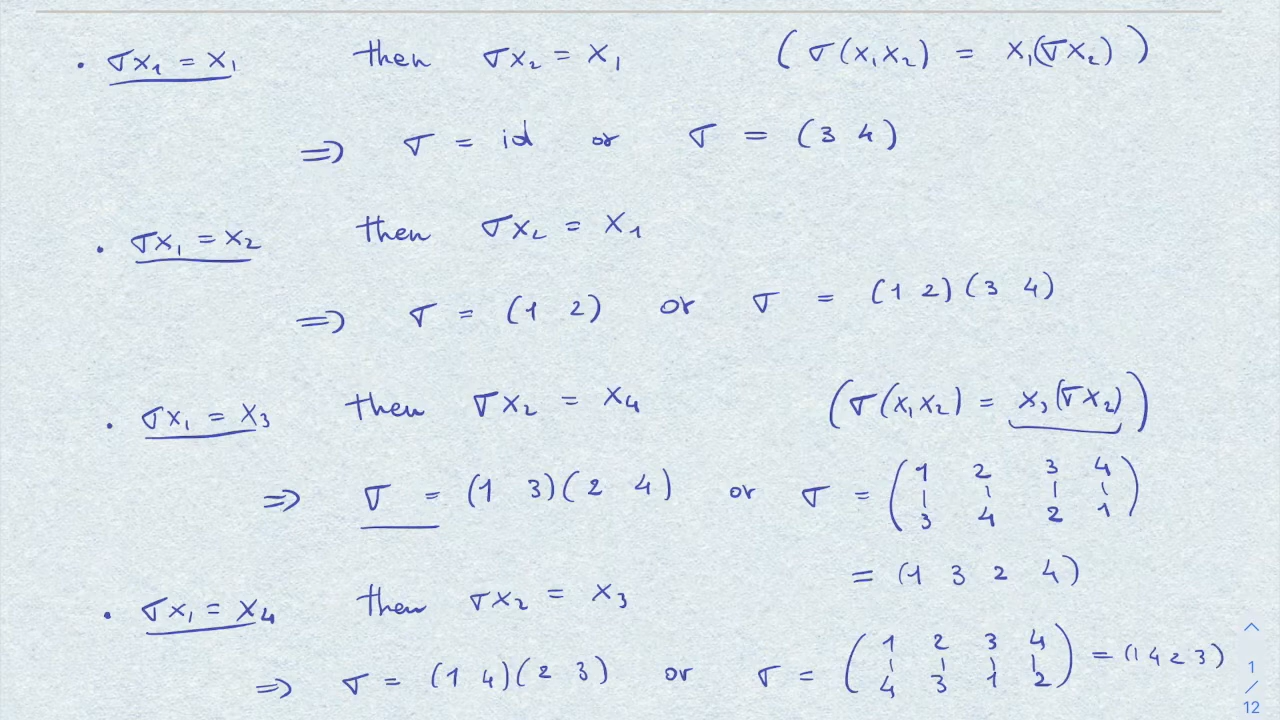 • σx₁ = x₁ then σx₂ = x₁ ( σ(x₁x₂) = x₁(σx₂) )
⇒ σ = id or σ = (3 4)
• σx₁ = x₂ then σx₂ = x₁
⇒ σ = (1 2) or σ = (1 2)(3 4)
• σx₁ = x₃ then σx₂ = x₄ (σ(x₁x₂) = x₃(σx₂))
⇒ σ = (1 3)(2 4) or σ = ( 1 2 3 4
3 4 2 1 )
= (1 3 2 4)
• σx₁ = x₄ then σx₂ = x₃
⇒ σ = (1 4)(2 3) or σ = ( 1 2 3 4
4 3 1 2 ) = (1 4 2 3)
1
/
12